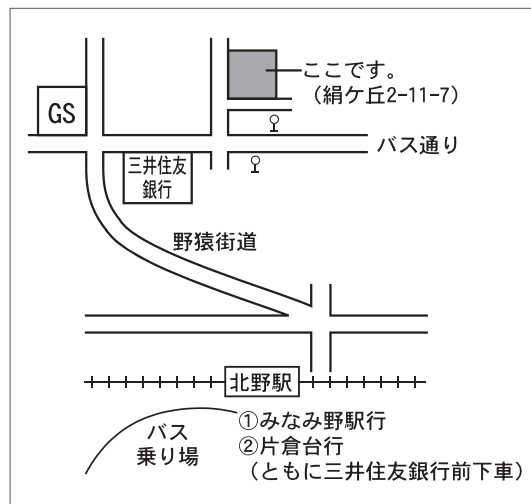 ここです。
(絹ケ丘2-11-7)
GS
バス通り
三井住友
銀行
野猿街道
北野駅
バス
乗り場
①みなみ野駅行
②片倉台行
(ともに三井住友銀行前下車)